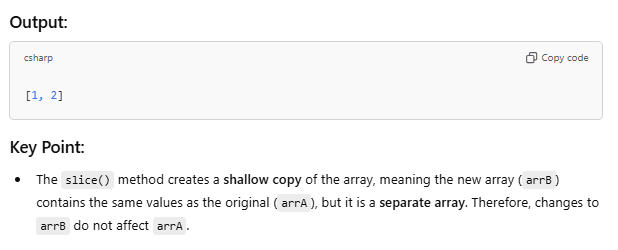 Output:
csharp Copy code
[1, 2]
Key Point:
• The slice() method creates a shallow copy of the array, meaning the new array ( arrB )
contains the same values as the original ( arrA ), but it is a separate array. Therefore, changes to
arrB do not affect arrA .